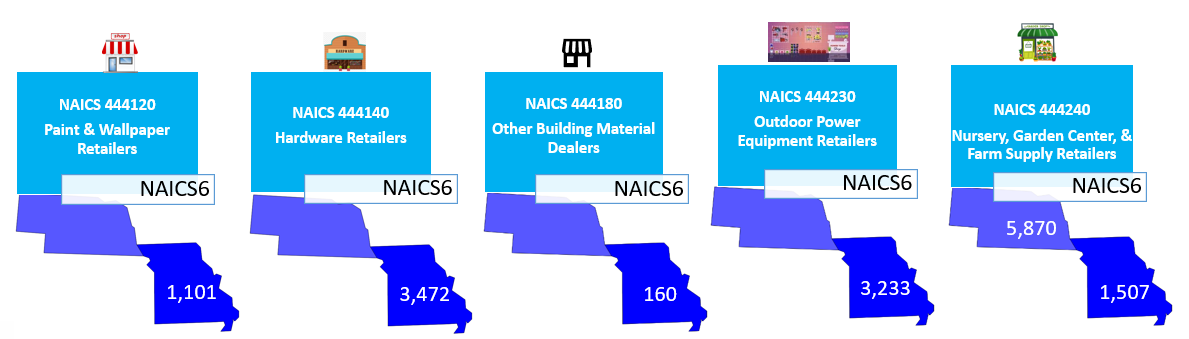 shop
HARDWARE
NAICS 444120
Paint & Wallpaper
Retailers
NAICS6
1,101
NAICS 444140
Hardware Retailers
NAICS6
3,472
NAICS 444180
Other Building Material
Dealers
NAICS6
160
NAICS 444230
Outdoor Power
Equipment Retailers
NAICS6
3,233
NAICS 444240
Nursery, Garden Center, &
Farm Supply Retailers
NAICS6
5,870
1,507